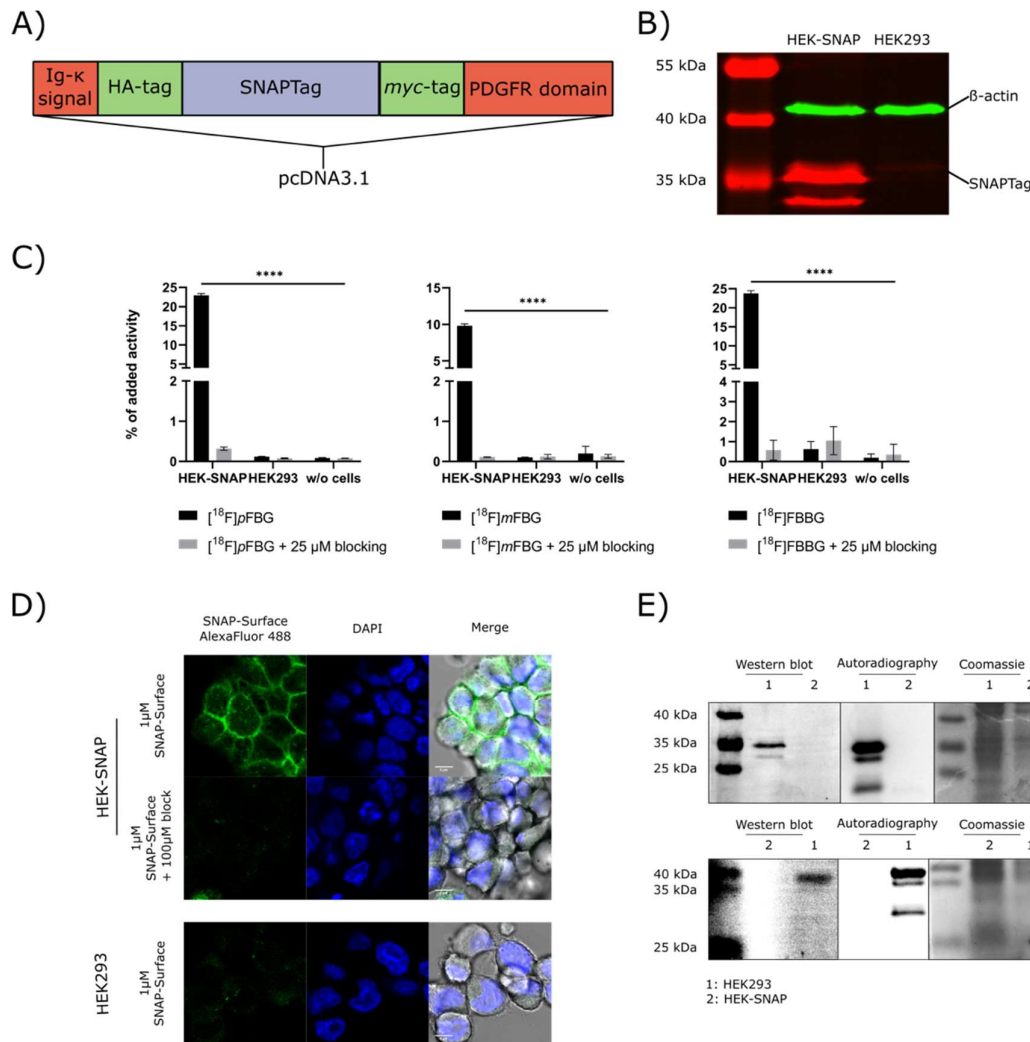 A)
Ig-κ
signal
HA-tag
SNAPTag
myc-tag
PDGFR domain
pcDNA3.1
B)
HEK-SNAP HEK293
55 kDa
40 kDa
35 kDa
ß-actin
SNAPTag
C)
% of added activity
****
25
20
15
10
5
2
1
0
HEK-SNAP HEK293 w/o cells
[¹⁸F]pFBG
[¹⁸F]pFBG + 25 µM blocking
****
15
10
5
2
1
0
HEK-SNAP HEK293 w/o cells
[¹⁸F]mFBG
[¹⁸F]mFBG + 25 µM blocking
****
25
20
15
10
5
4
3
2
1
0
HEK-SNAP HEK293 w/o cells
[¹⁸F]FBBG
[¹⁸F]FBBG + 25 µM blocking
D)
SNAP-Surface
AlexaFluor 488
DAPI
Merge
HEK-SNAP
1µM
SNAP-Surface
1µM
SNAP-Surface
+ 100µM block
HEK293
1µM
SNAP-Surface
E)
Western blot Autoradiography Coomassie
1 2 1 2 1 2
40 kDa
35 kDa
25 kDa
Western blot Autoradiography Coomassie
2 1 2 1 2 1
40 kDa
35 kDa
25 kDa
1: HEK293
2: HEK-SNAP